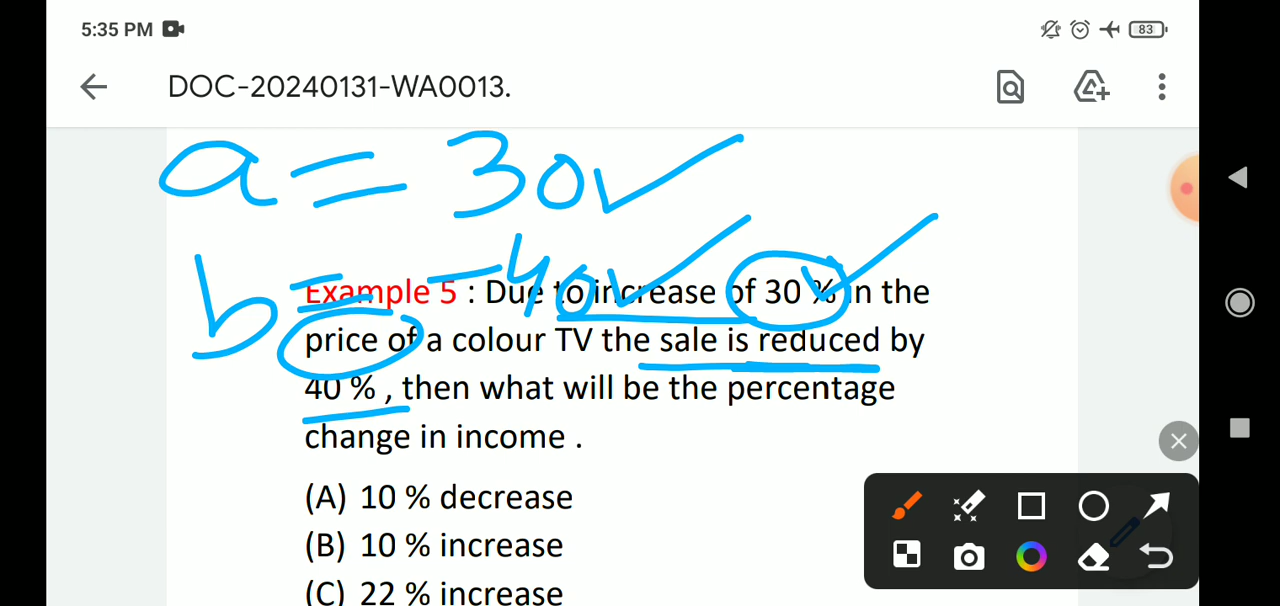 5:35 PM 83
DOC-20240131-WA0013.
a = 30
b = -40
Example 5 : Due to increase of 30 % in the
price of a colour TV the sale is reduced by
40 % , then what will be the percentage
change in income .
(A) 10 % decrease
(B) 10 % increase
(C) 22 % increase